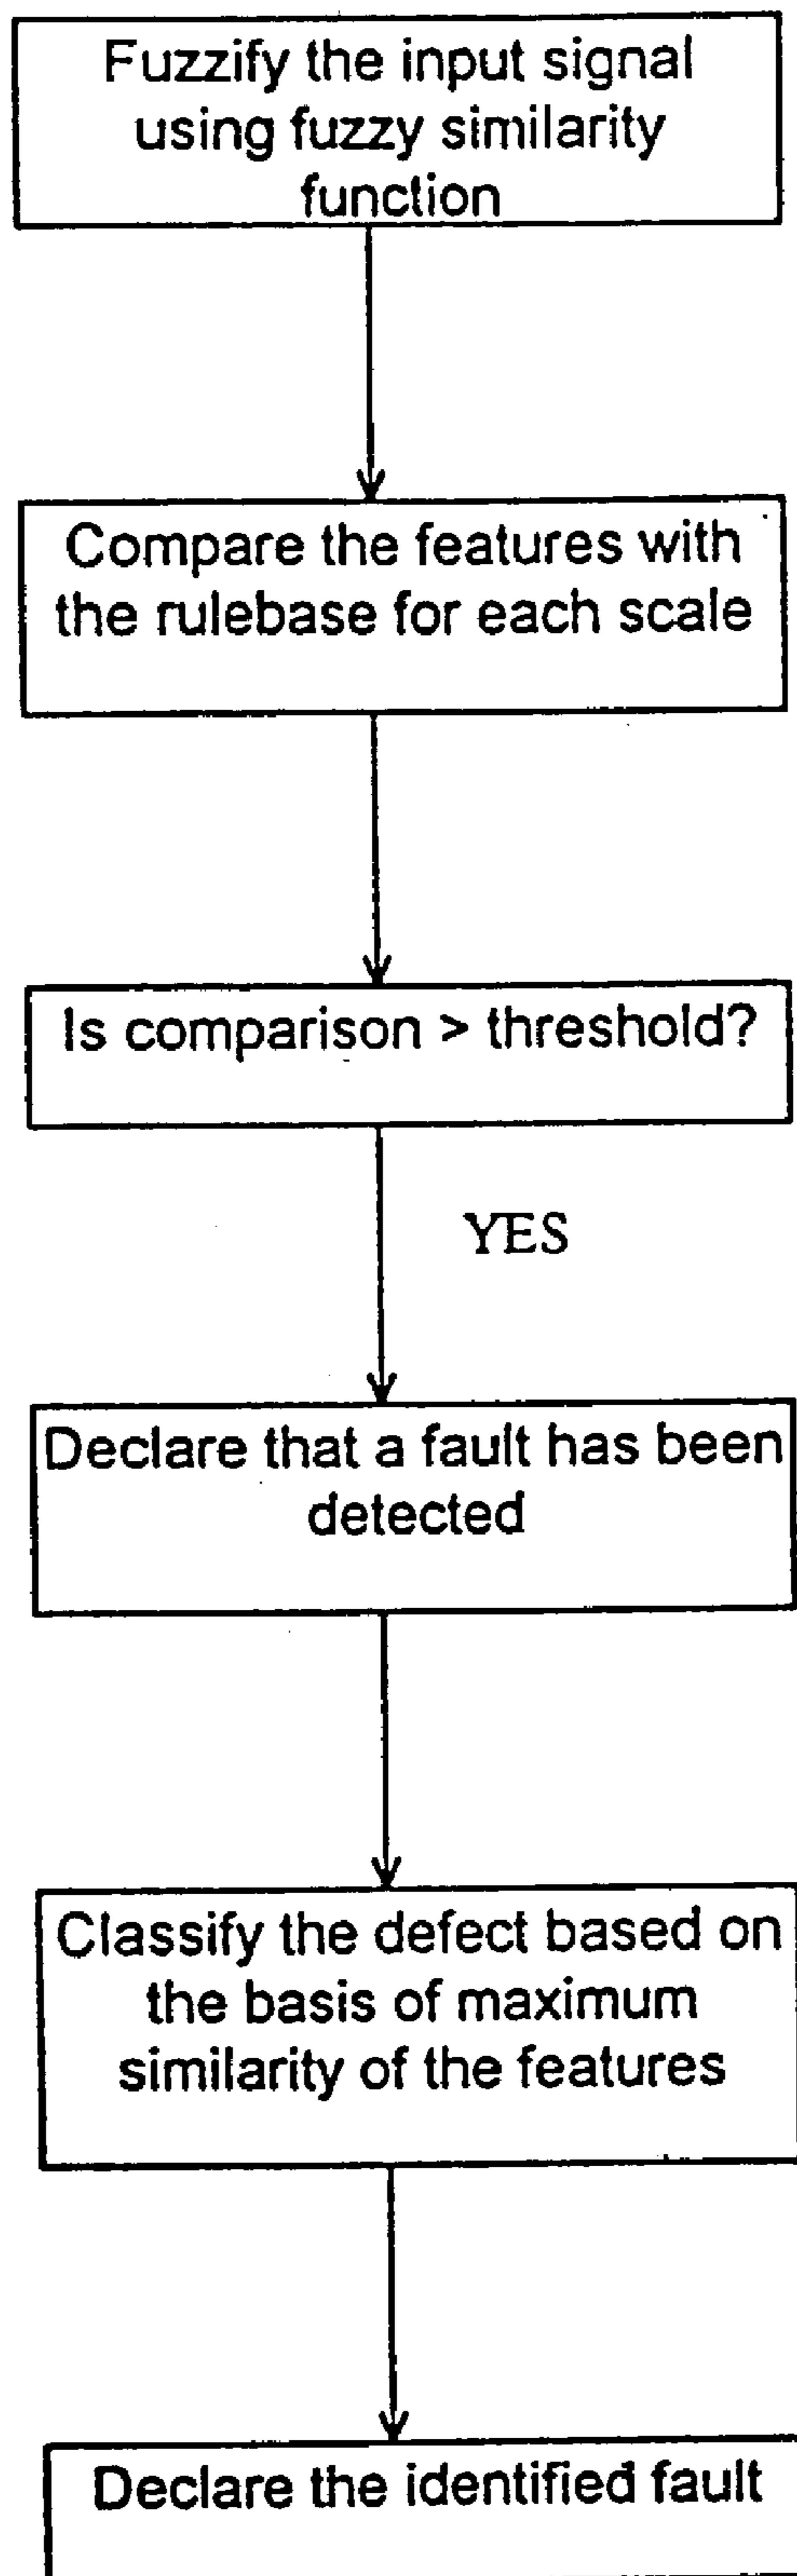 Fuzzify the input signal
using fuzzy similarity
function
Compare the features with
the rulebase for each scale
Is comparison > threshold?
YES
Declare that a fault has been
detected
Classify the defect based on
the basis of maximum
similarity of the features
Declare the identified fault